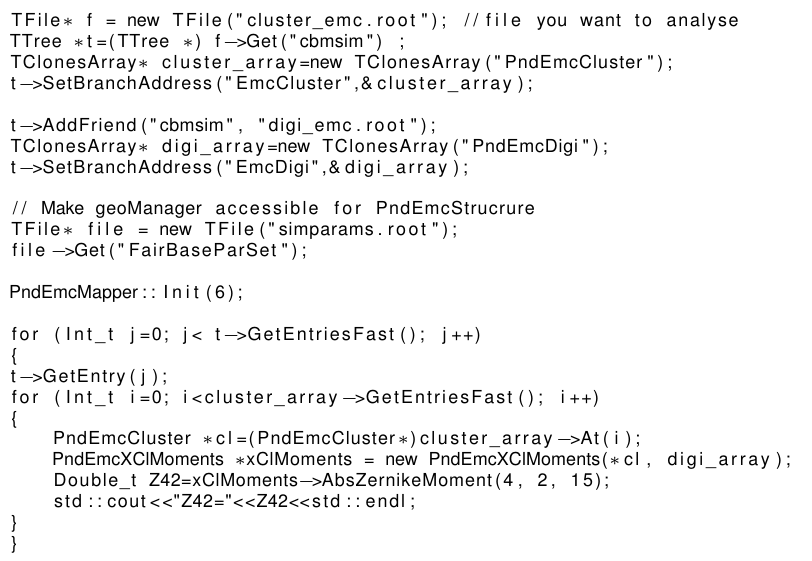 TFile* f = new TFile("cluster_emc.root"); //file you want to analyse
TTree *t=(TTree *) f->Get("cbmsim") ;
TClonesArray* cluster_array=new TClonesArray("PndEmcCluster");
t->SetBranchAddress("EmcCluster",&cluster_array);

t->AddFriend("cbmsim", "digi_emc.root");
TClonesArray* digi_array=new TClonesArray("PndEmcDigi");
t->SetBranchAddress("EmcDigi",&digi_array);

// Make geoManager accessible for PndEmcStrucrure
TFile* file = new TFile("simparams.root");
file->Get("FairBaseParSet");

PndEmcMapper::Init(6);

for (Int_t j=0; j< t->GetEntriesFast(); j++)
{
t->GetEntry(j);
for (Int_t i=0; i<cluster_array->GetEntriesFast(); i++)
{
    PndEmcCluster *cl=(PndEmcCluster*)cluster_array->At(i);
    PndEmcXClMoments *xClMoments = new PndEmcXClMoments(*cl, digi_array);
    Double_t Z42=xClMoments->AbsZernikeMoment(4, 2, 15);
    std::cout<<"Z42="<<Z42<<std::endl;
}
}